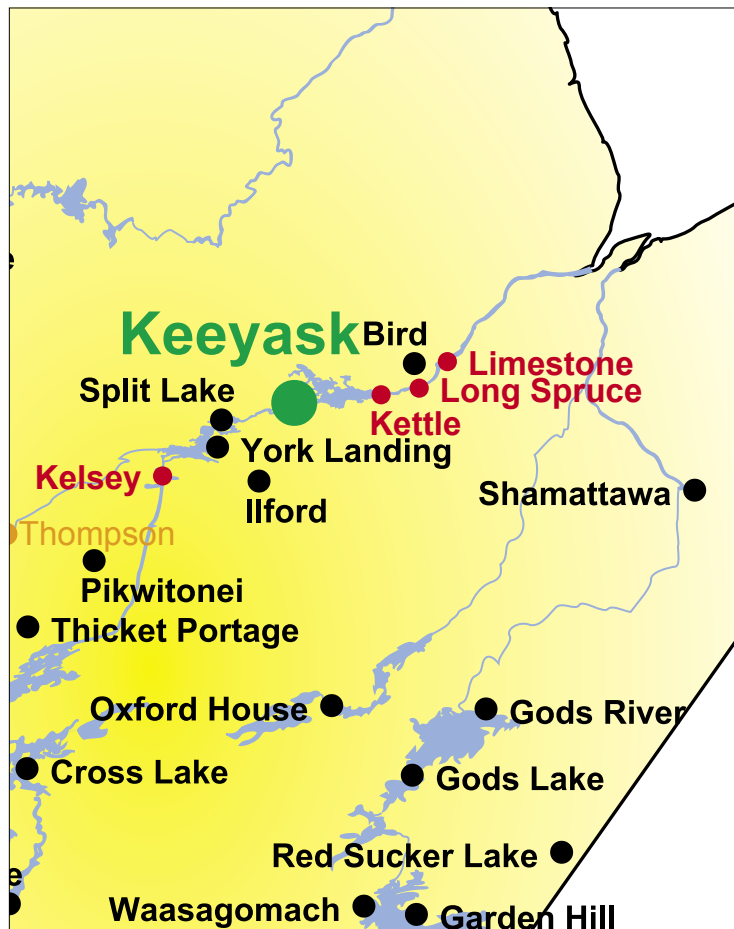 Keeyask
Bird
Limestone
Split Lake
Long Spruce
Kettle
York Landing
Kelsey
Ilford
Shamattawa
Thompson
Pikwitonei
Thicket Portage
Oxford House
Gods River
Cross Lake
Gods Lake
Red Sucker Lake
Waasagomach
Garden Hill